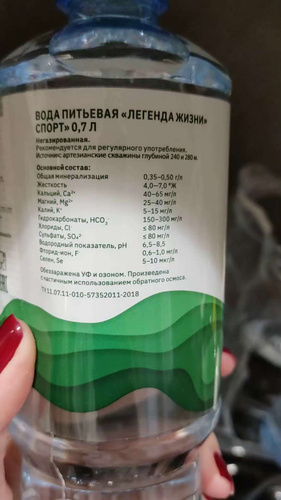 ВОДА ПИТЬЕВАЯ «ЛЕГЕНДА ЖИЗНИ»
СПОРТ» 0,7 Л
Негазированная.
Рекомендуется для регулярного употребления.
Источник: артезианские скважины глубиной 240 и 280 м.
Основной состав:
Общая минерализация 0,35-0,50 г/л
Жесткость 4,0-7,0 °Ж
Кальций, Ca²⁺ 40-65 мг/л
Магний, Mg²⁺ 25-40 мг/л
Калий, K⁺ 5-15 мг/л
Гидрокарбонаты, HCO₃⁻ 150-300 мг/л
Хлориды, Cl⁻ ≤ 80 мг/л
Сульфаты, SO₄²⁻ ≤ 80 мг/л
Водородный показатель, pH 6,5-8,5
Фторид-ион, F⁻ 0,6-1,0 мг/л
Селен, Se 5-10 мкг/л
Обеззаражена УФ и озоном. Произведена
с частичным использованием обратного осмоса.
ТУ 11.07.11-010-57352011-2018